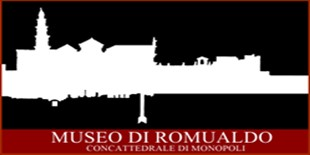 MUSEO DI ROMUALDO
CONCATTEDRALE DI MONOPOLI